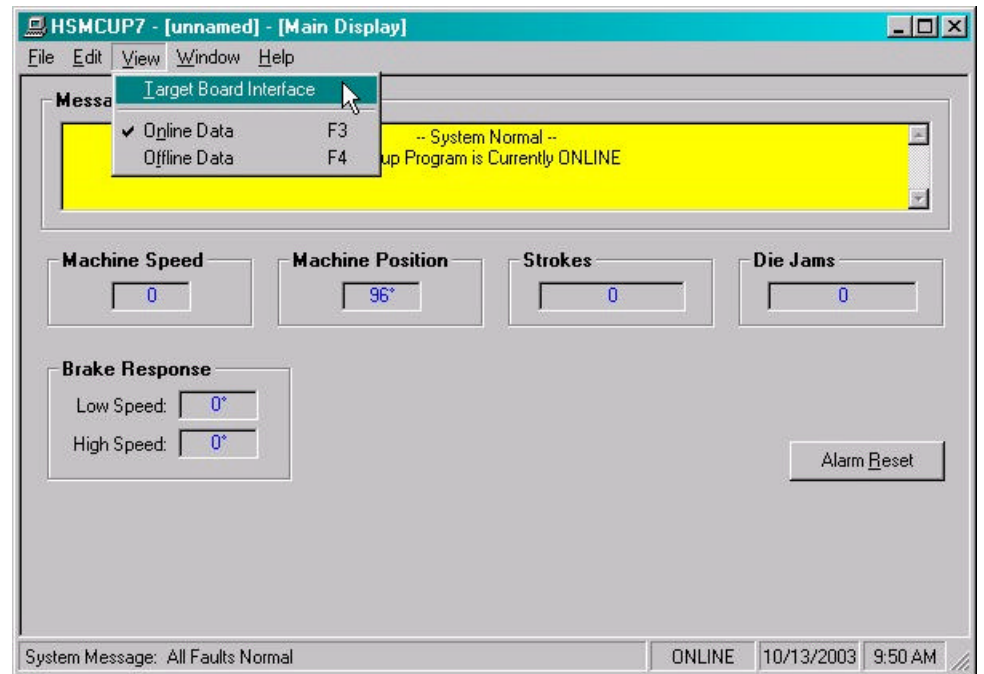 HSMCUP7 - [unnamed] - [Main Display]
File Edit View Window Help
Target Board Interface
✔ Online Data F3
Offline Data F4
-- System Normal --
up Program is Currently ONLINE
Machine Speed
0
Machine Position
96°
Strokes
0
Die Jams
0
Brake Response
Low Speed: 0°
High Speed: 0°
Alarm Reset
System Message: All Faults Normal
ONLINE
10/13/2003
9:50 AM